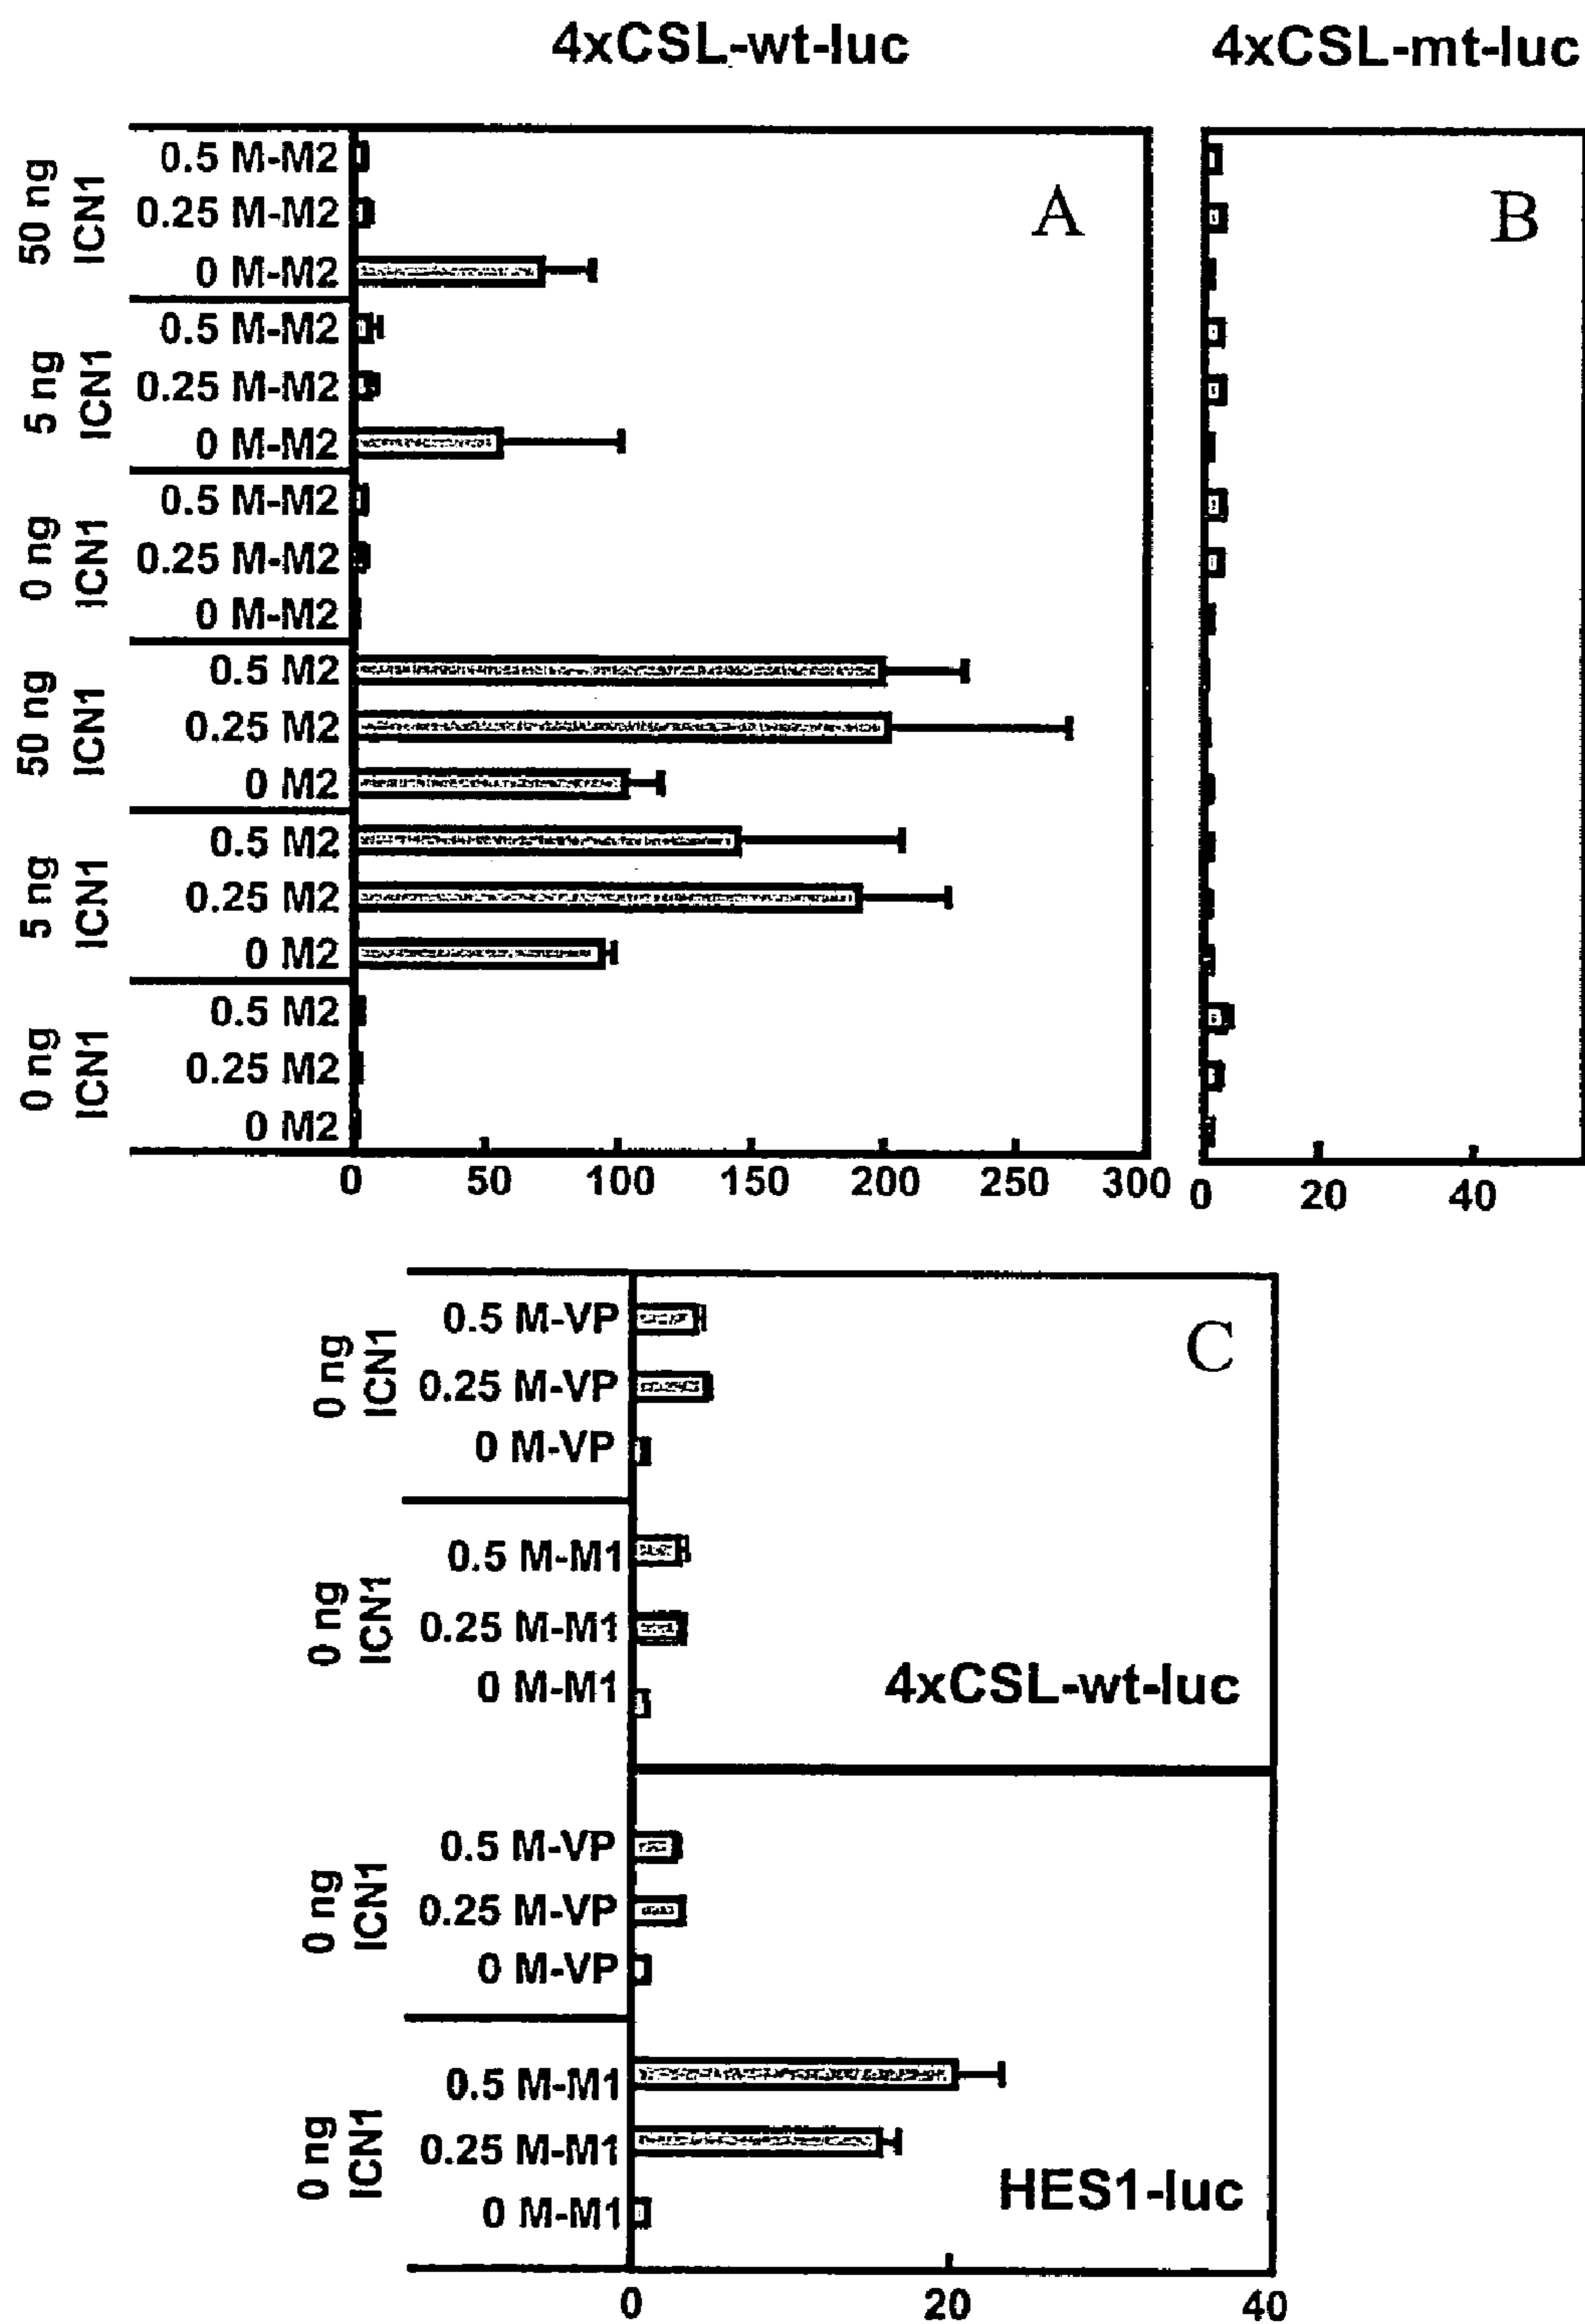 4xCSL-wt-luc
4xCSL-mt-luc
A
B
50 ng
ICN1
0.5 M-M2
0.25 M-M2
0 M-M2
5 ng
ICN1
0.5 M-M2
0.25 M-M2
0 M-M2
0 ng
ICN1
0.5 M-M2
0.25 M-M2
0 M-M2
50 ng
ICN1
0.5 M2
0.25 M2
0 M2
5 ng
ICN1
0.5 M2
0.25 M2
0 M2
0 ng
ICN1
0.5 M2
0.25 M2
0 M2
0 50 100 150 200 250 300
0 20 40
C
0 ng
ICN1
0.5 M-VP
0.25 M-VP
0 M-VP
0 ng
ICN1
0.5 M-M1
0.25 M-M1
0 M-M1
4xCSL-wt-luc
0 ng
ICN1
0.5 M-VP
0.25 M-VP
0 M-VP
0 ng
ICN1
0.5 M-M1
0.25 M-M1
0 M-M1
HES1-luc
0 20 40